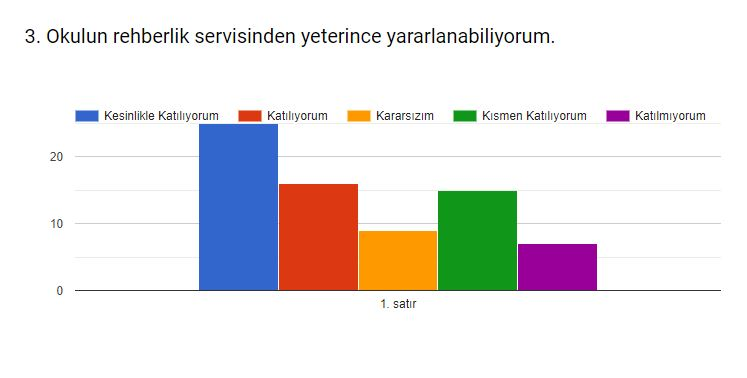 3. Okulun rehberlik servisinden yeterince yararlanabiliyorum.
Kesinlikle Katılıyorum Katılıyorum Kararsızım Kısmen Katılıyorum Katılmıyorum
20
10
0
1. satır